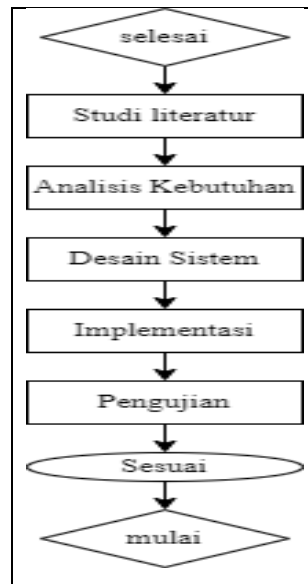 selesai
Studi literatur
Analisis Kebutuhan
Desain Sistem
Implementasi
Pengujian
Sesuai
mulai